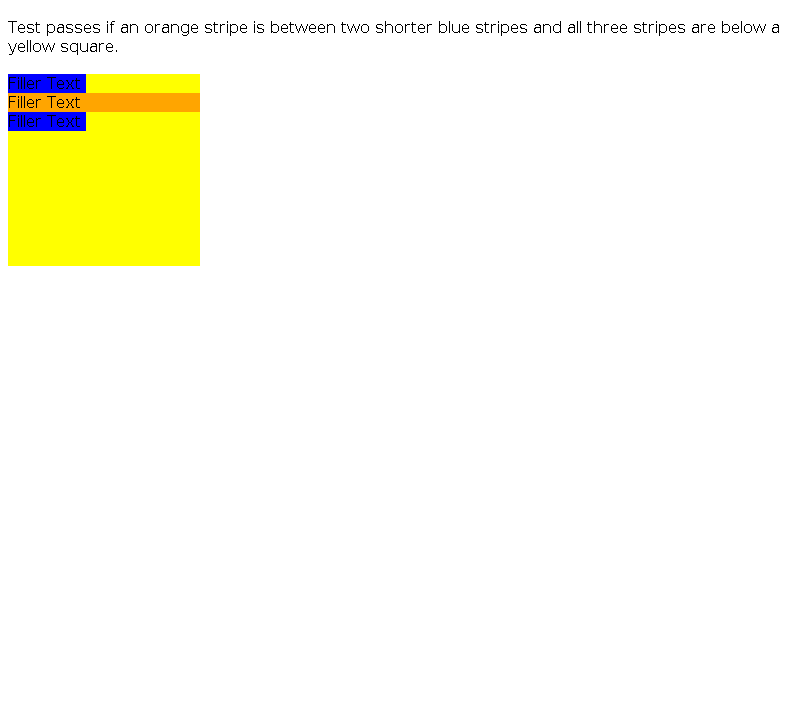 Test passes if an orange stripe is between two shorter blue stripes and all three stripes are below a
yellow square.
Filler Text
Filler Text
Filler Text